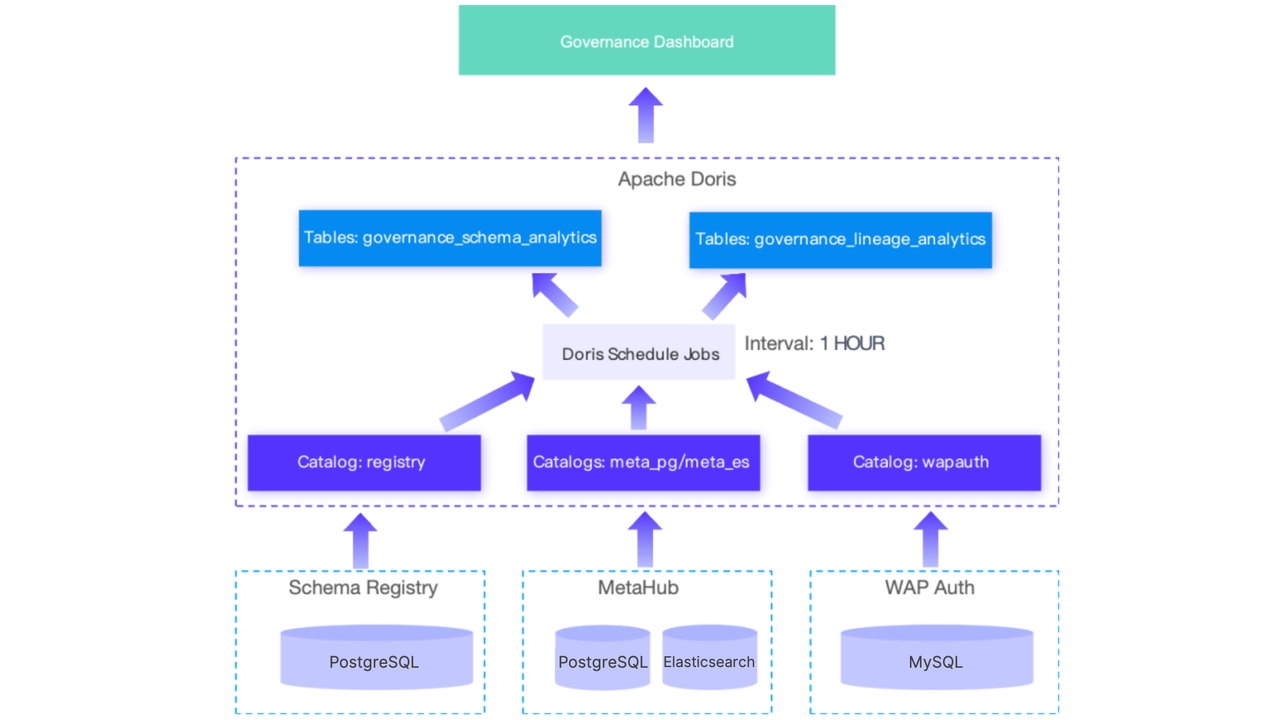 Governance Dashboard
Apache Doris
Tables: governance_schema_analytics
Tables: governance_lineage_analytics
Doris Schedule Jobs
Interval: 1 HOUR
Catalog: registry
Catalogs: meta_pg/meta_es
Catalog: wapauth
Schema Registry
MetaHub
WAP Auth
PostgreSQL
PostgreSQL
Elasticsearch
MySQL